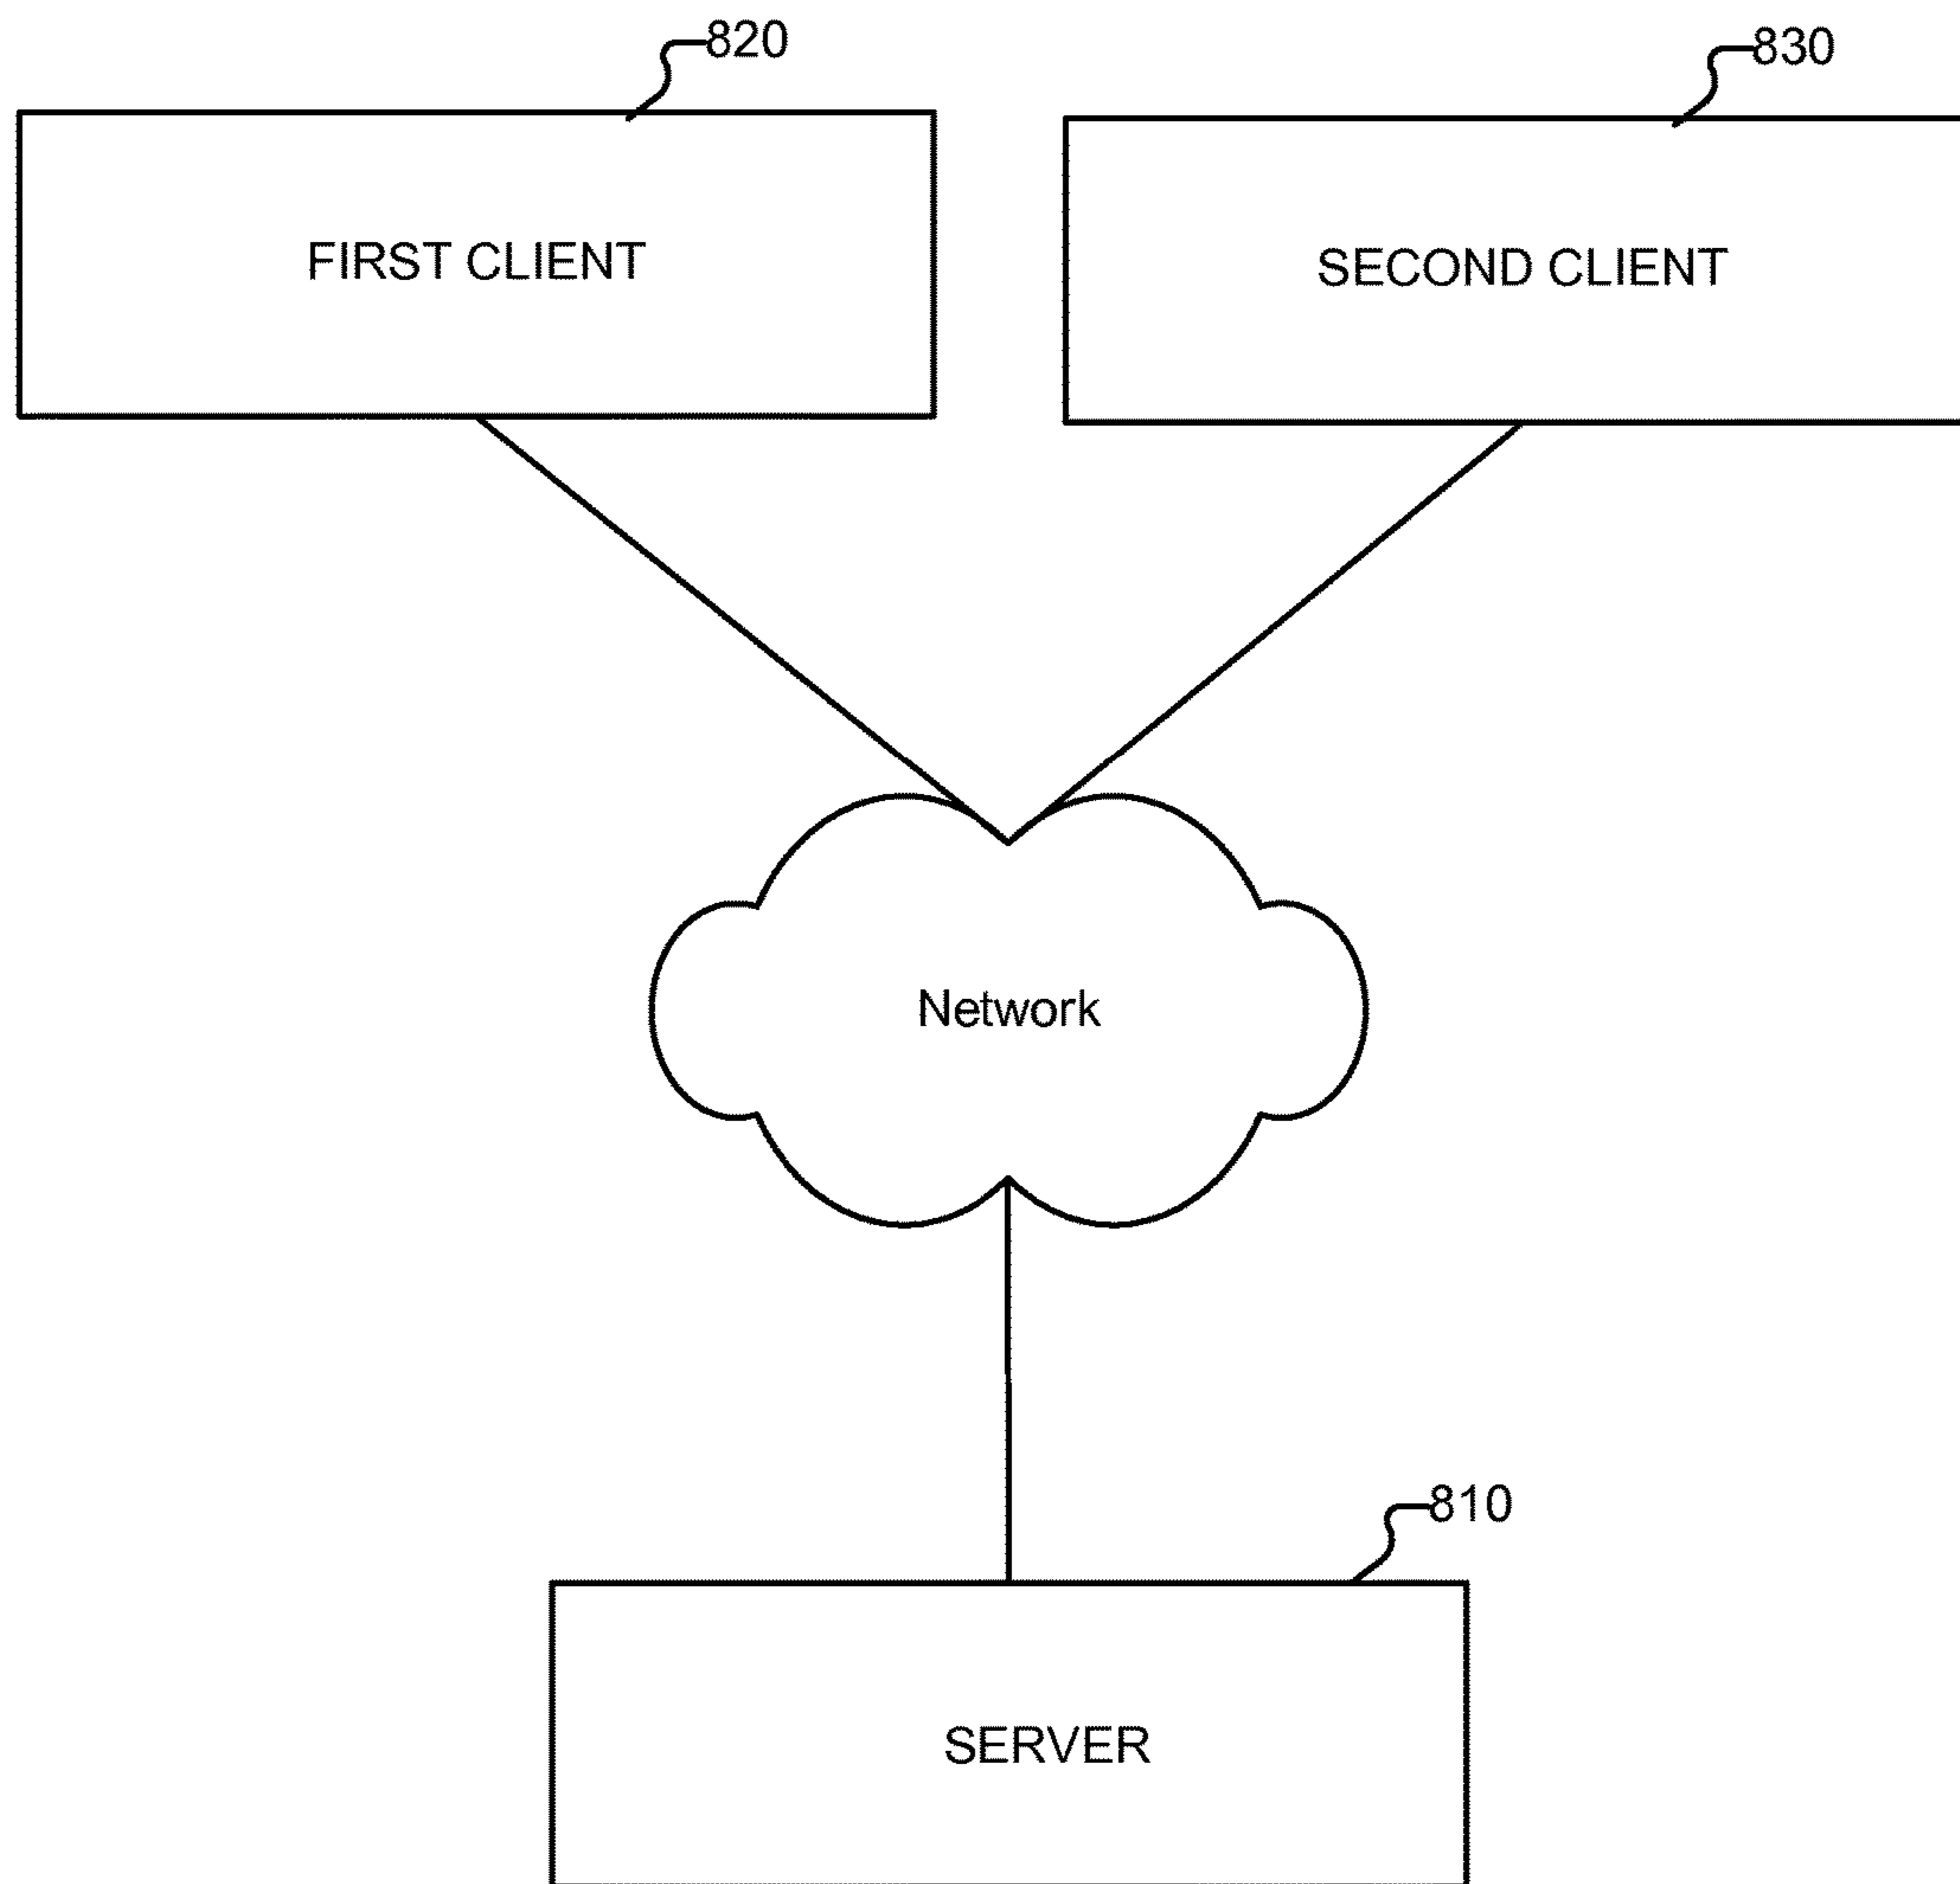 820
830
FIRST CLIENT
SECOND CLIENT
Network
810
SERVER